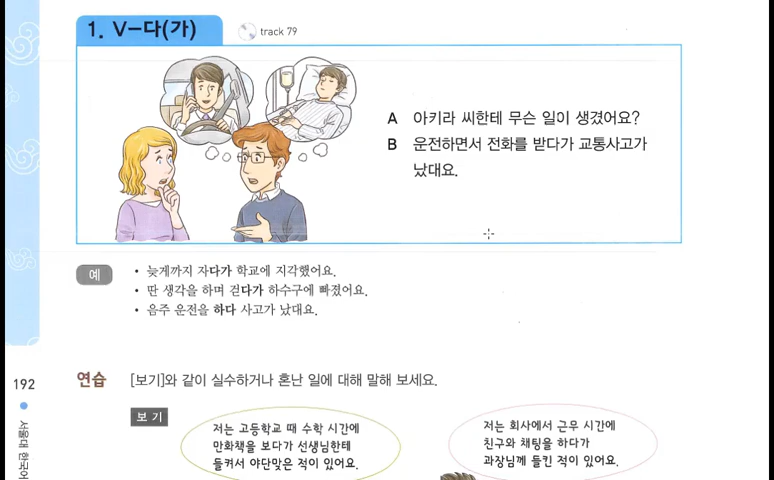 1. V–다(가)
track 79
A 아키라 씨한테 무슨 일이 생겼어요?
B 운전하면서 전화를 받다가 교통사고가
났대요.
예
• 늦게까지 자다가 학교에 지각했어요.
• 딴 생각을 하며 걷다가 하수구에 빠졌어요.
• 음주 운전을 하다 사고가 났대요.
192
연습 [보기]와 같이 실수하거나 혼난 일에 대해 말해 보세요.
보기
저는 고등학교 때 수학 시간에
만화책을 보다가 선생님한테
들켜서 야단맞은 적이 있어요.
저는 회사에서 근무 시간에
친구와 채팅을 하다가
과장님께 들킨 적이 있어요.
서울대 한국어